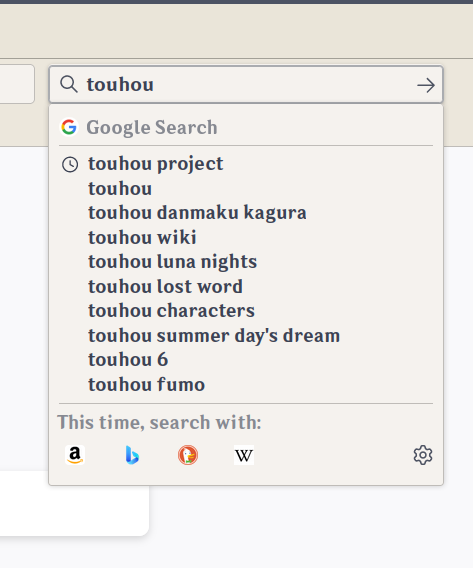 touhou
Google Search
touhou project
touhou
touhou danmaku kagura
touhou wiki
touhou luna nights
touhou lost word
touhou characters
touhou summer day's dream
touhou 6
touhou fumo
This time, search with: